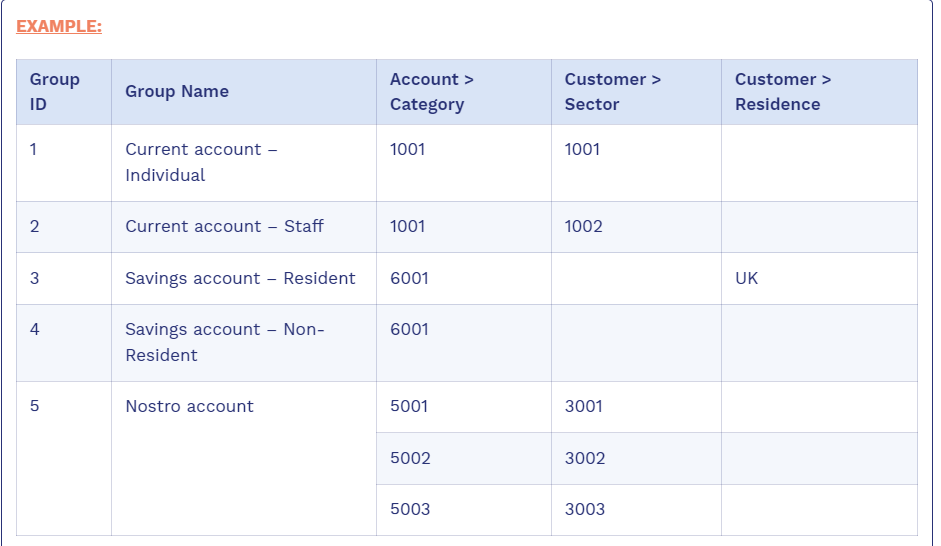 EXAMPLE:
Group ID | Group Name | Account > Category | Customer > Sector | Customer > Residence
1 | Current account – Individual | 1001 | 1001 |
2 | Current account – Staff | 1001 | 1002 |
3 | Savings account – Resident | 6001 | | UK
4 | Savings account – Non-Resident | 6001 | |
5 | Nostro account | 5001 | 3001 |
5002 | 3002
5003 | 3003